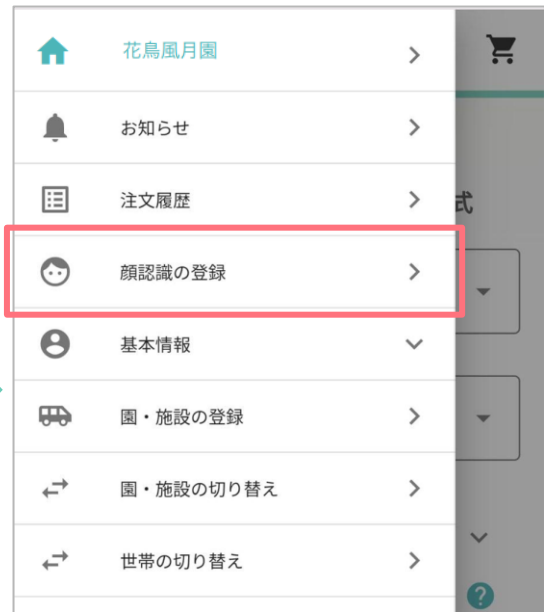 花鳥風月園
お知らせ
注文履歴
式
顔認識の登録
基本情報
園・施設の登録
園・施設の切り替え
世帯の切り替え
?